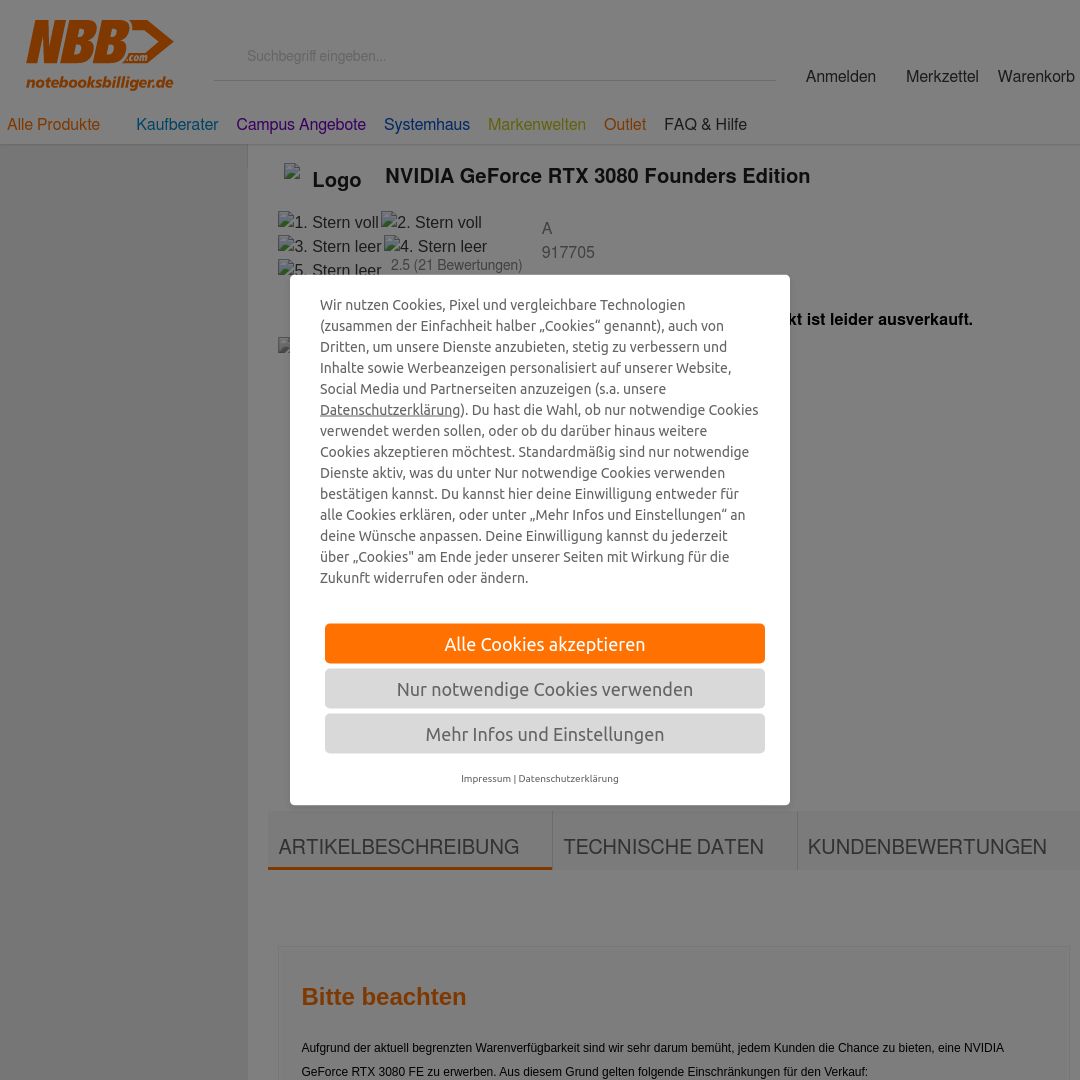 NBB.com
notebooksbilliger.de
Suchbegriff eingeben...
Anmelden
Merkzettel
Warenkorb
Alle Produkte
Kaufberater
Campus Angebote
Systemhaus
Markenwelten
Outlet
FAQ & Hilfe
Logo
NVIDIA GeForce RTX 3080 Founders Edition
1. Stern voll 2. Stern voll
3. Stern leer 4. Stern leer
5. Stern leer 2.5 (21 Bewertungen)
A
917705
ist leider ausverkauft.
Wir nutzen Cookies, Pixel und vergleichbare Technologien
(zusammen der Einfachheit halber „Cookies“ genannt), auch von
Dritten, um unsere Dienste anzubieten, stetig zu verbessern und
Inhalte sowie Werbeanzeigen personalisiert auf unserer Website,
Social Media und Partnerseiten anzuzeigen (s.a. unsere
Datenschutzerklärung). Du hast die Wahl, ob nur notwendige Cookies
verwendet werden sollen, oder ob du darüber hinaus weitere
Cookies akzeptieren möchtest. Standardmäßig sind nur notwendige
Dienste aktiv, was du unter Nur notwendige Cookies verwenden
bestätigen kannst. Du kannst hier deine Einwilligung entweder für
alle Cookies erklären, oder unter „Mehr Infos und Einstellungen“ an
deine Wünsche anpassen. Deine Einwilligung kannst du jederzeit
über „Cookies" am Ende jeder unserer Seiten mit Wirkung für die
Zukunft widerrufen oder ändern.
Alle Cookies akzeptieren
Nur notwendige Cookies verwenden
Mehr Infos und Einstellungen
Impressum | Datenschutzerklärung
ARTIKELBESCHREIBUNG
TECHNISCHE DATEN
KUNDENBEWERTUNGEN
Bitte beachten
Aufgrund der aktuell begrenzten Warenverfügbarkeit sind wir sehr darum bemüht, jedem Kunden die Chance zu bieten, eine NVIDIA
GeForce RTX 3080 FE zu erwerben. Aus diesem Grund gelten folgende Einschränkungen für den Verkauf: